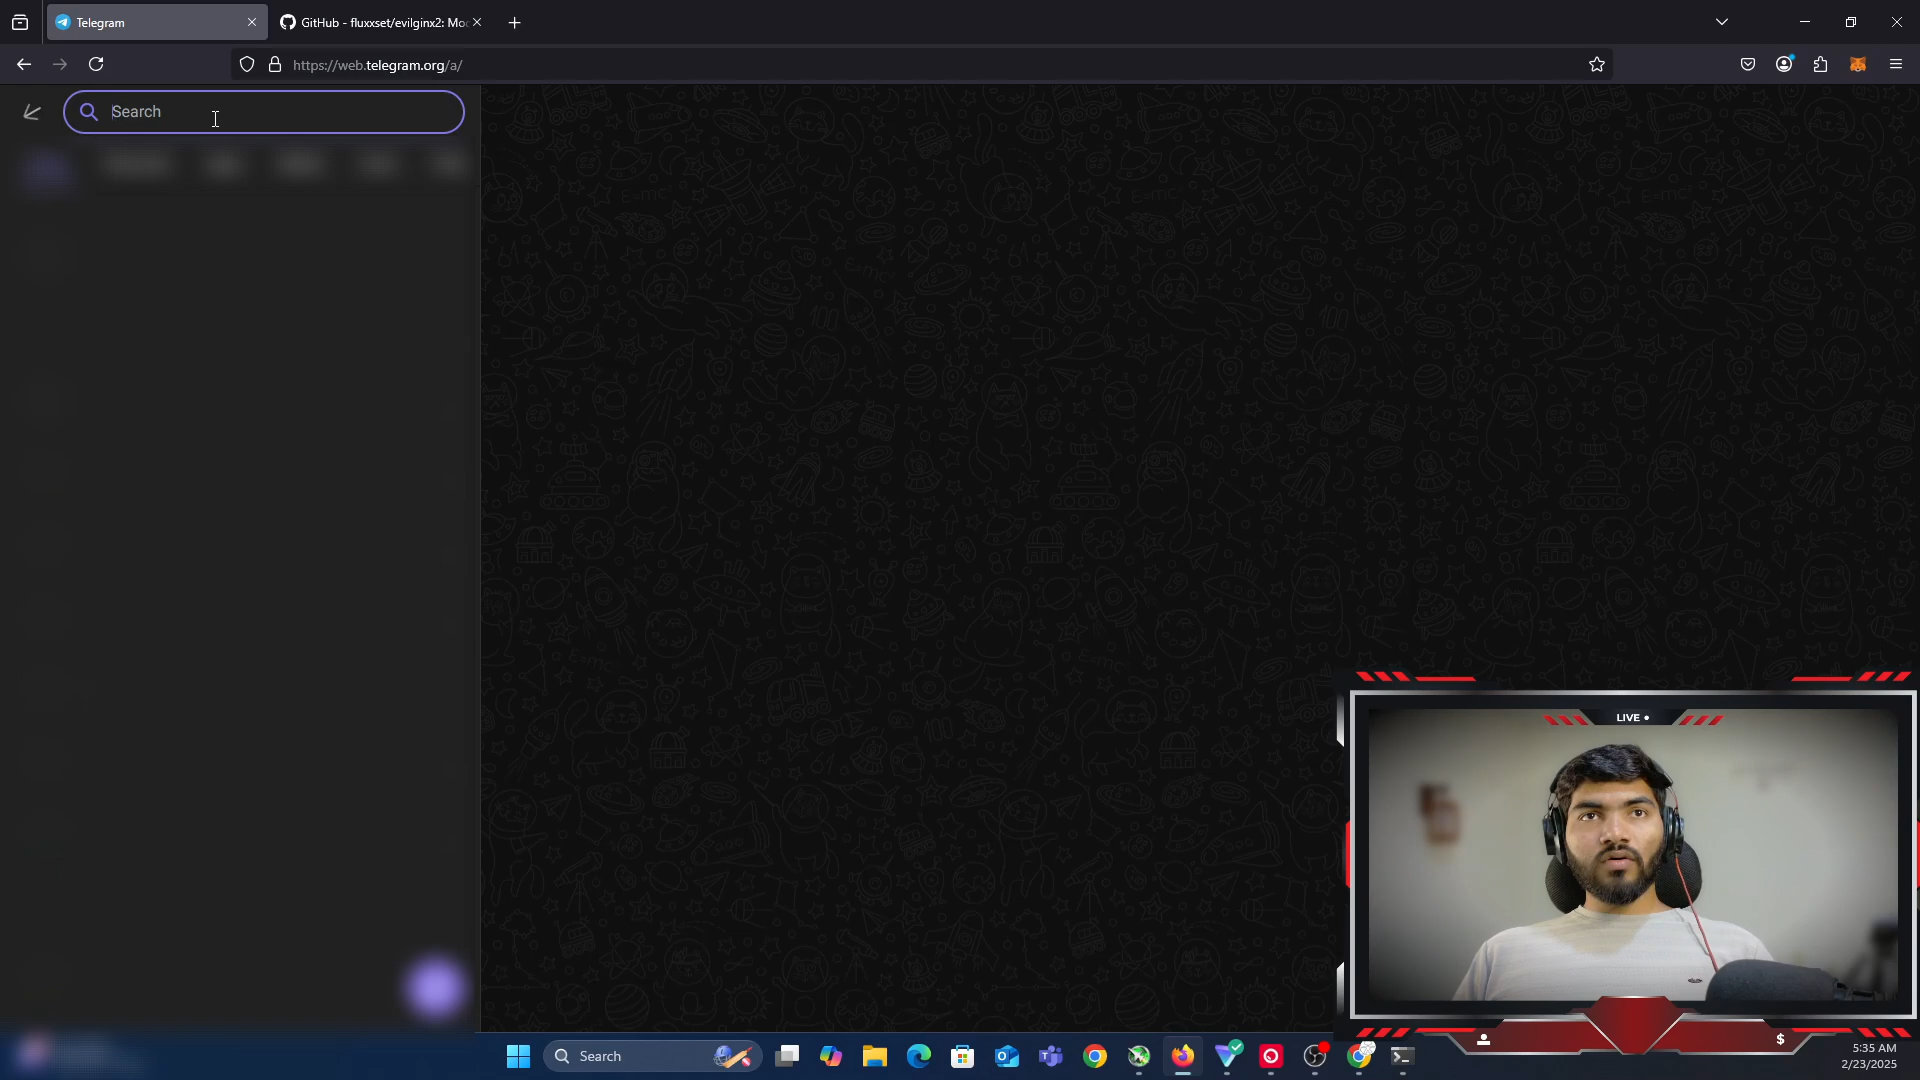 Telegram
GitHub - fluxxset/evilginx2: Mo
https://web.telegram.org/a/
Search
LIVE
$
Search
5:35 AM
2/23/2025